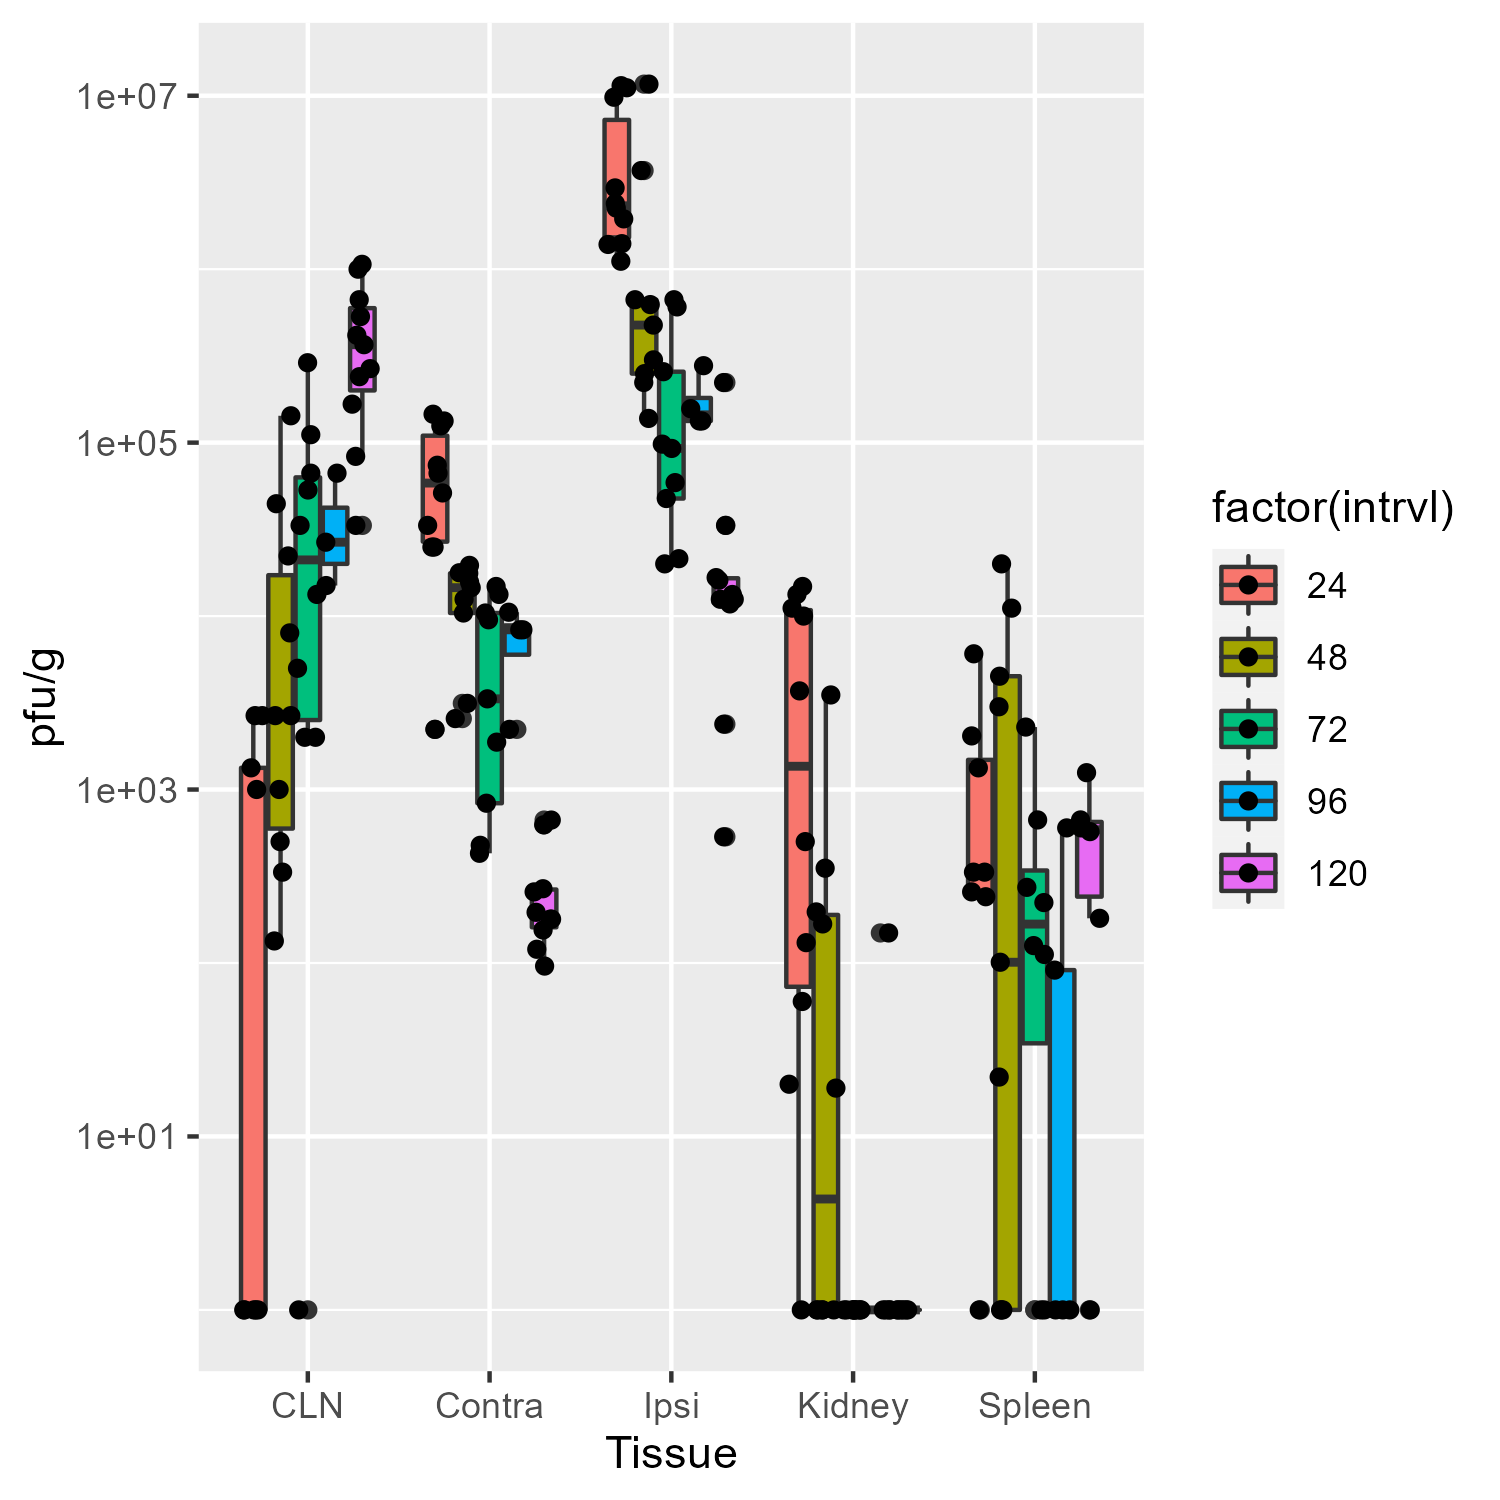 1e+07
1e+05
1e+03
1e+01
pfu/g
CLN
Contra
Ipsi
Kidney
Spleen
Tissue
factor(intrvl)
24
48
72
96
120